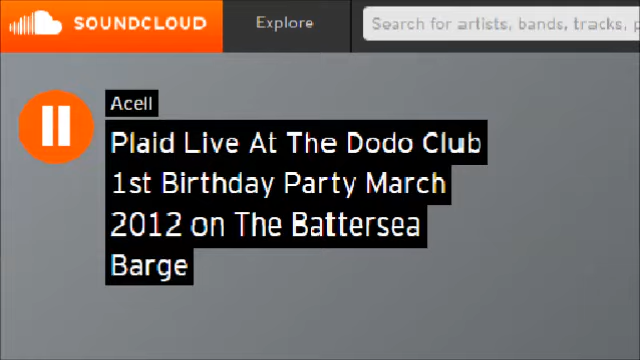 SOUNDCLOUD
Explore
Search for artists, bands, tracks,
Acell
Plaid Live At The Dodo Club
1st Birthday Party March
2012 on The Battersea
Barge